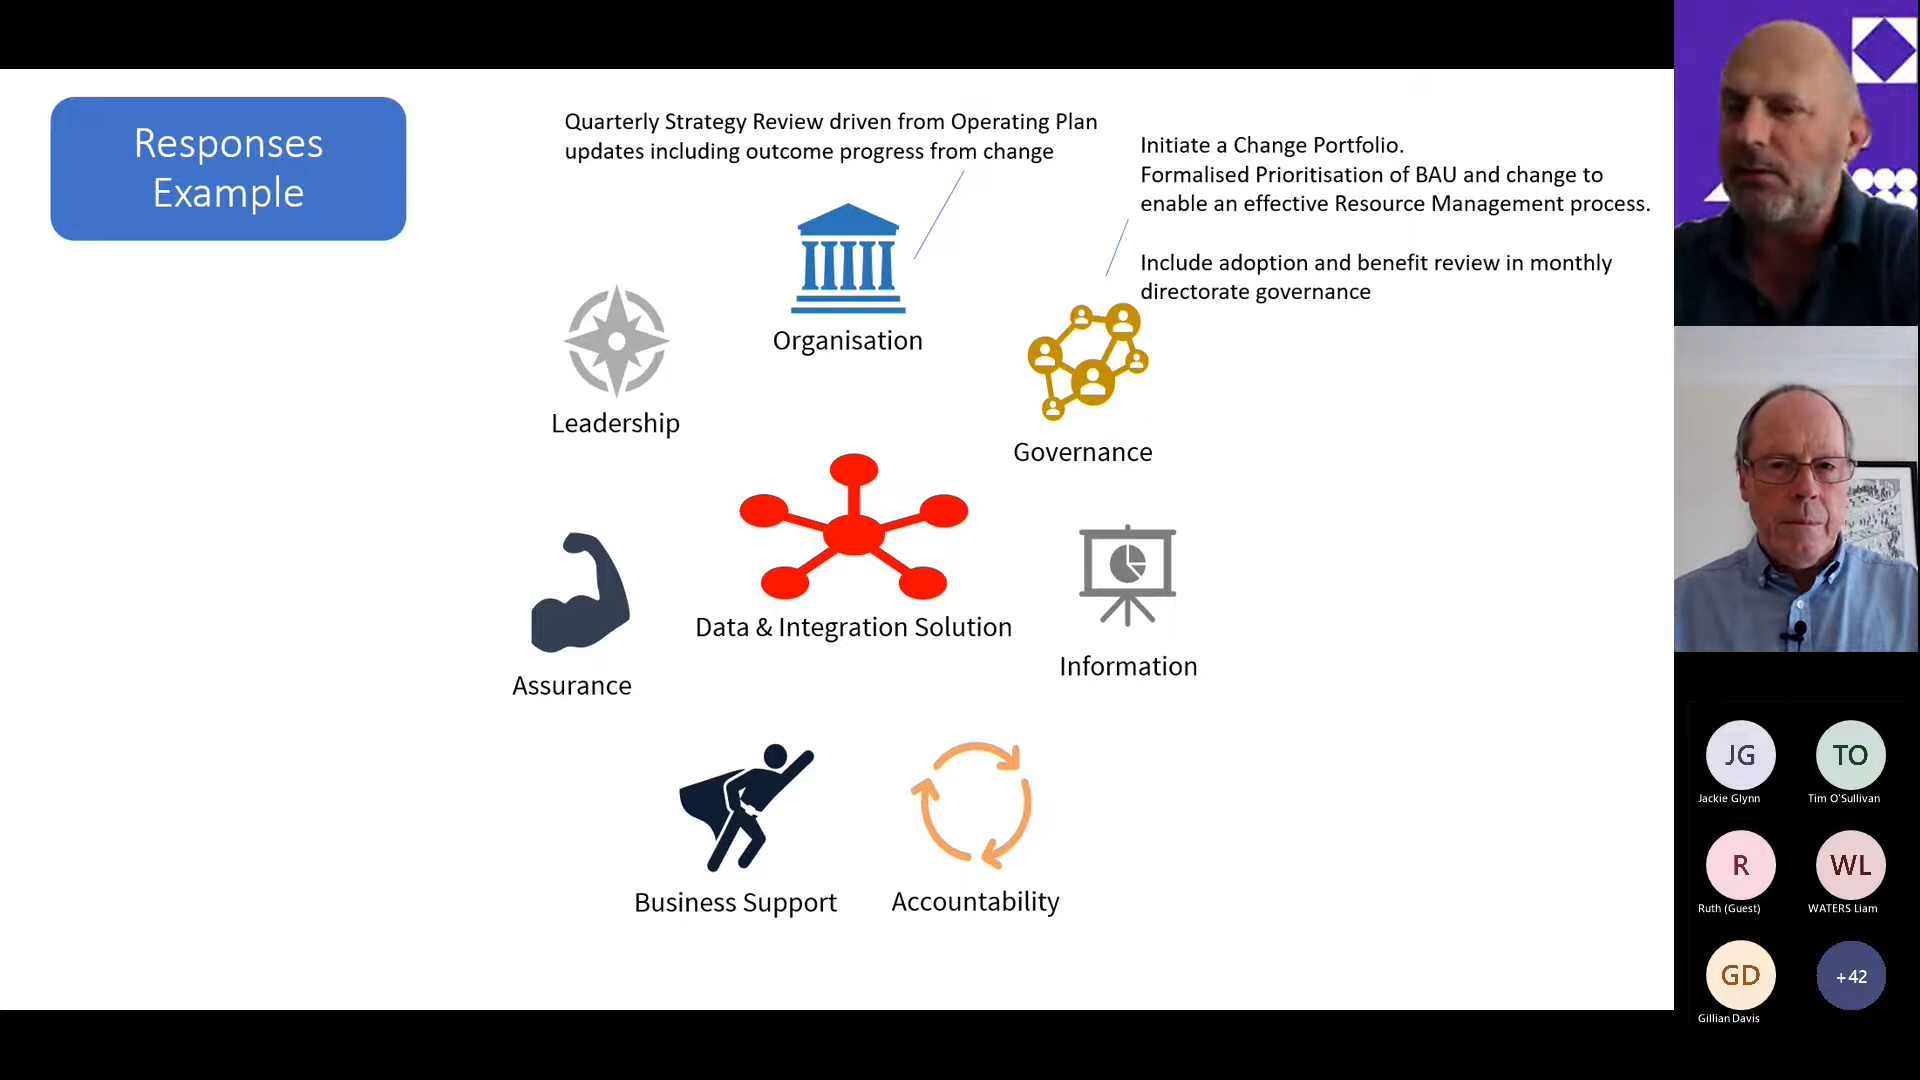 Responses
Example
Quarterly Strategy Review driven from Operating Plan
updates including outcome progress from change
Initiate a Change Portfolio.
Formalised Prioritisation of BAU and change to
enable an effective Resource Management process.
Include adoption and benefit review in monthly
directorate governance
Organisation
Leadership
Governance
Data & Integration Solution
Assurance
Information
Business Support
Accountability
JG
Jackie Glynn
TO
Tim O'Sullivan
R
Ruth (Guest)
WL
WATERS Liam
GD
Gillian Davis
+42